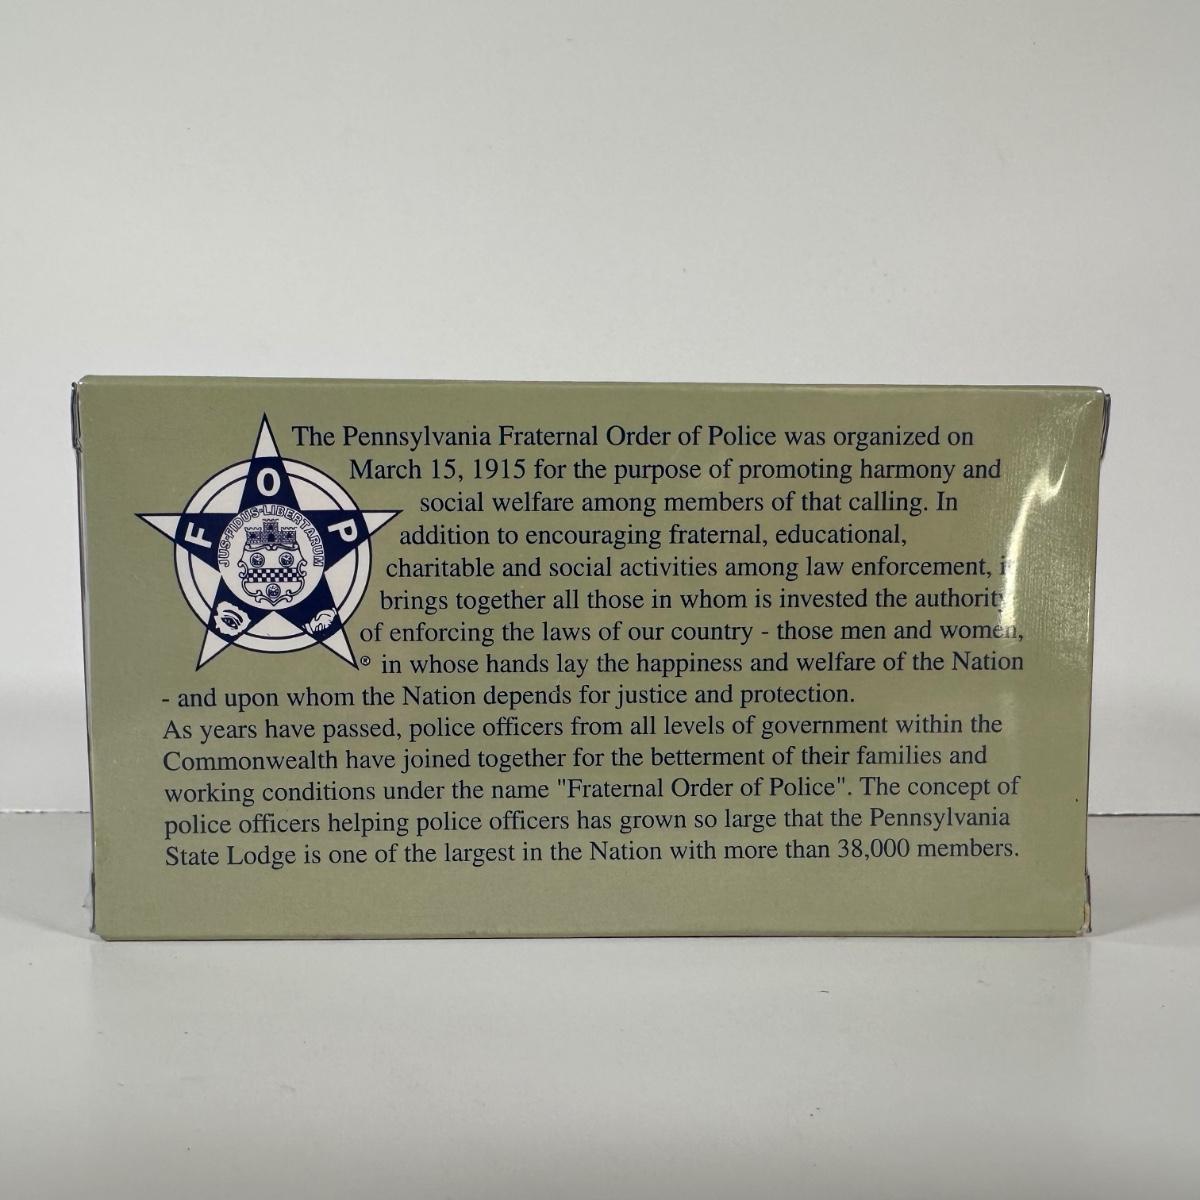 F
O
P
JUS-FIDUS-LIBERTATUM
The Pennsylvania Fraternal Order of Police was organized on
March 15, 1915 for the purpose of promoting harmony and
social welfare among members of that calling. In
addition to encouraging fraternal, educational,
charitable and social activities among law enforcement, it
brings together all those in whom is invested the authority
of enforcing the laws of our country - those men and women,
® in whose hands lay the happiness and welfare of the Nation
- and upon whom the Nation depends for justice and protection.
As years have passed, police officers from all levels of government within the
Commonwealth have joined together for the betterment of their families and
working conditions under the name "Fraternal Order of Police". The concept of
police officers helping police officers has grown so large that the Pennsylvania
State Lodge is one of the largest in the Nation with more than 38,000 members.